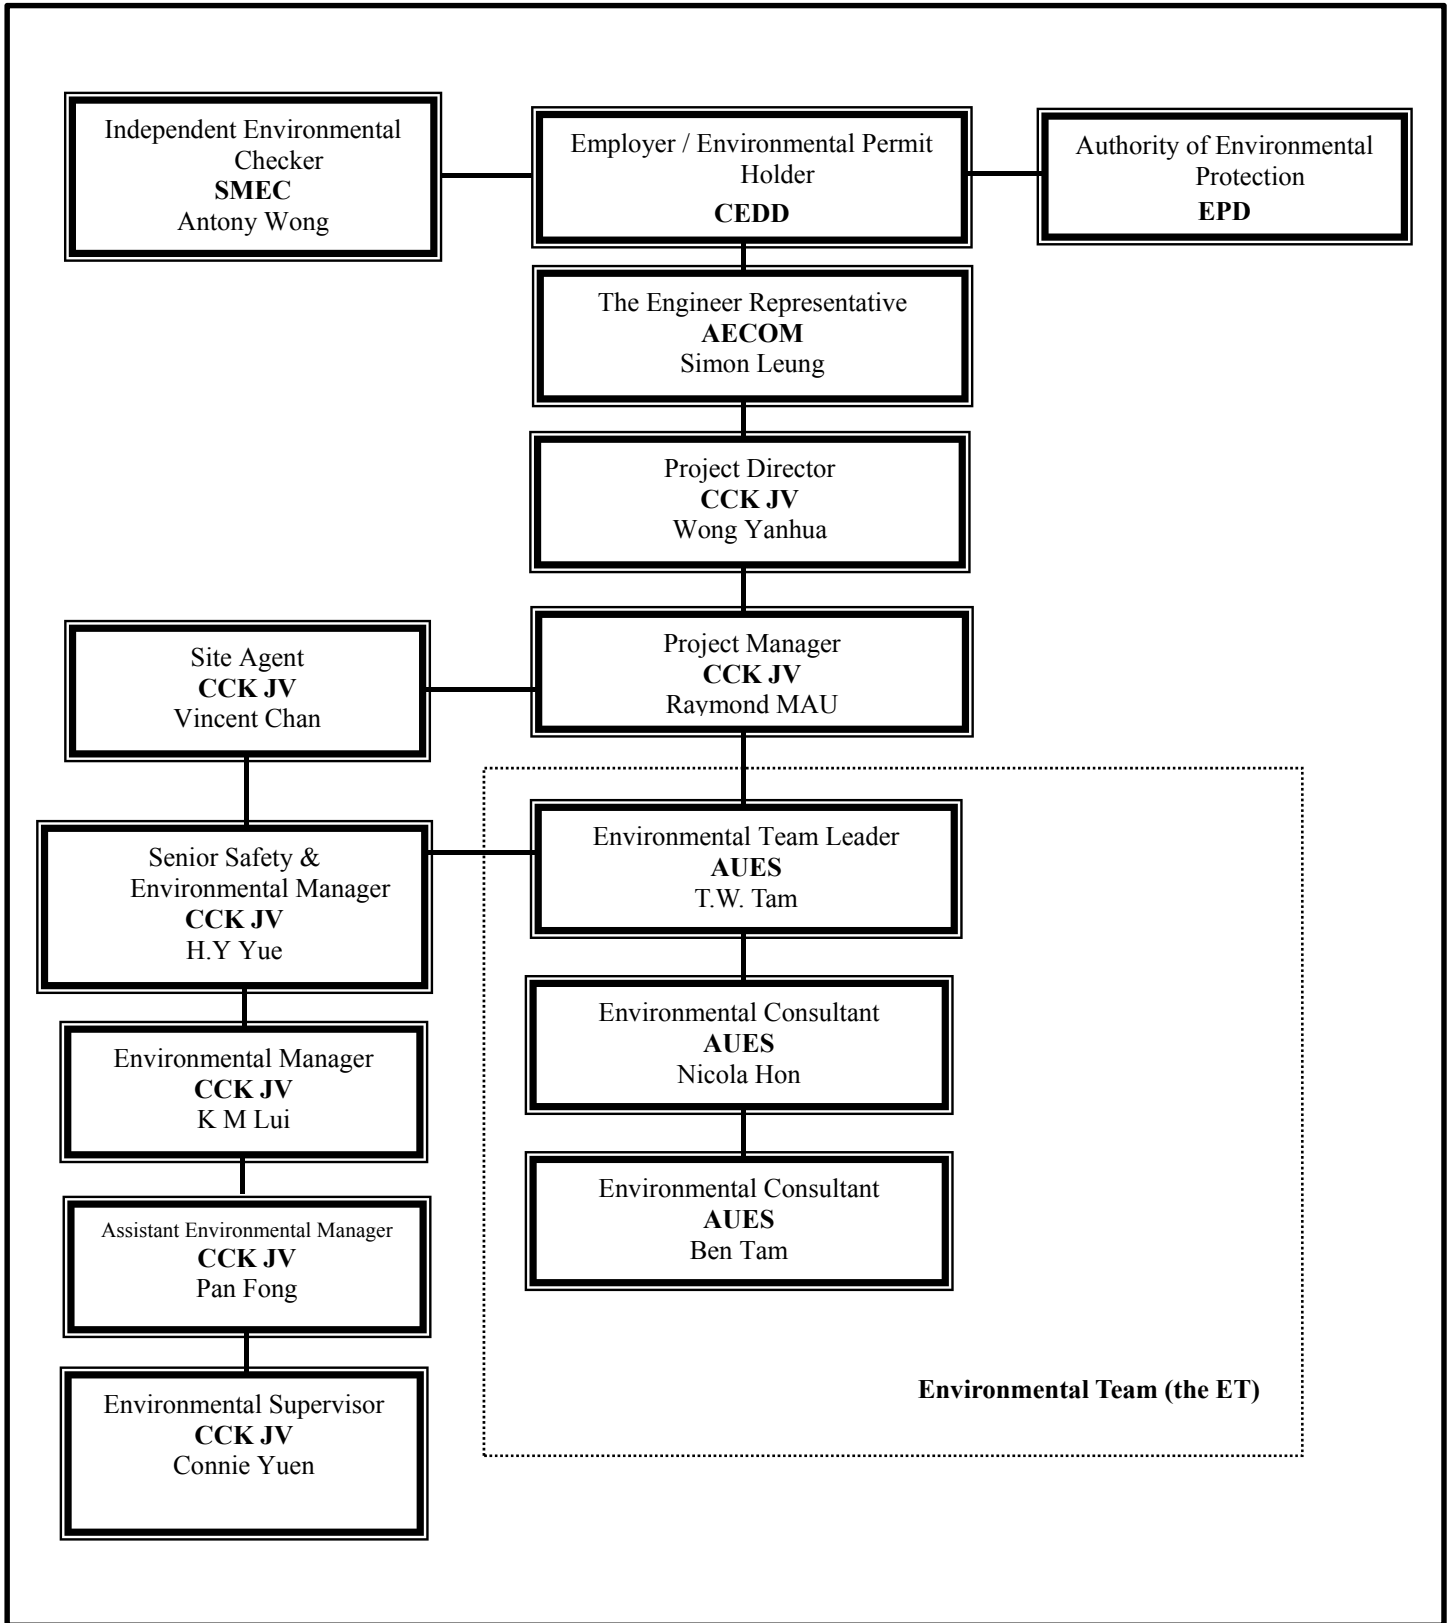 Independent Environmental
Checker
SMEC
Antony Wong
Employer / Environmental Permit
Holder
CEDD
Authority of Environmental
Protection
EPD
The Engineer Representative
AECOM
Simon Leung
Project Director
CCK JV
Wong Yanhua
Project Manager
CCK JV
Raymond MAU
Site Agent
CCK JV
Vincent Chan
Senior Safety &
Environmental Manager
CCK JV
H.Y Yue
Environmental Team Leader
AUES
T.W. Tam
Environmental Manager
CCK JV
K M Lui
Environmental Consultant
AUES
Nicola Hon
Assistant Environmental Manager
CCK JV
Pan Fong
Environmental Consultant
AUES
Ben Tam
Environmental Supervisor
CCK JV
Connie Yuen
Environmental Team (the ET)